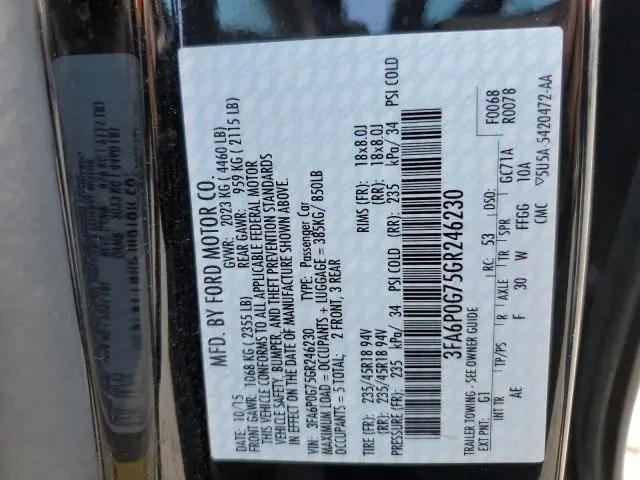 MFD. BY FORD MOTOR CO.
DATE: 10/15 GVWR: 2023 KG ( 4460 LB)
FRONT GAWR: 1068 KG ( 2355 LB) REAR GAWR: 959 KG ( 2115 LB)
THIS VEHICLE CONFORMS TO ALL APPLICABLE FEDERAL MOTOR
VEHICLE SAFETY, BUMPER, AND THEFT PREVENTION STANDARDS
IN EFFECT ON THE DATE OF MANUFACTURE SHOWN ABOVE.
VIN: 3FA6P0G75GR246230 TYPE: Passenger Car
MAXIMUM LOAD = OCCUPANTS + LUGGAGE = 385KG/ 850LB
OCCUPANTS = 5 TOTAL; 2 FRONT, 3 REAR
TIRE (FR): 235/45R18 94V RIMS (FR): 18x8.0J
(RR): 235/45R18 94V (RR): 18x8.0J
PRESSURE (FR): 235 kPa/ 34 PSI COLD (RR): 235 kPa/ 34 PSI COLD
3FA6P0G75GR246230
TRAILER TOWING - SEE OWNER GUIDE F0068
R0078
EXT PNT: G1 RC: 53 DSO:
INT TR TP/PS R AXLE TR SPR GC71A
AE F 30 W FFGG 10A
CMC 5U5A-5420472-AA